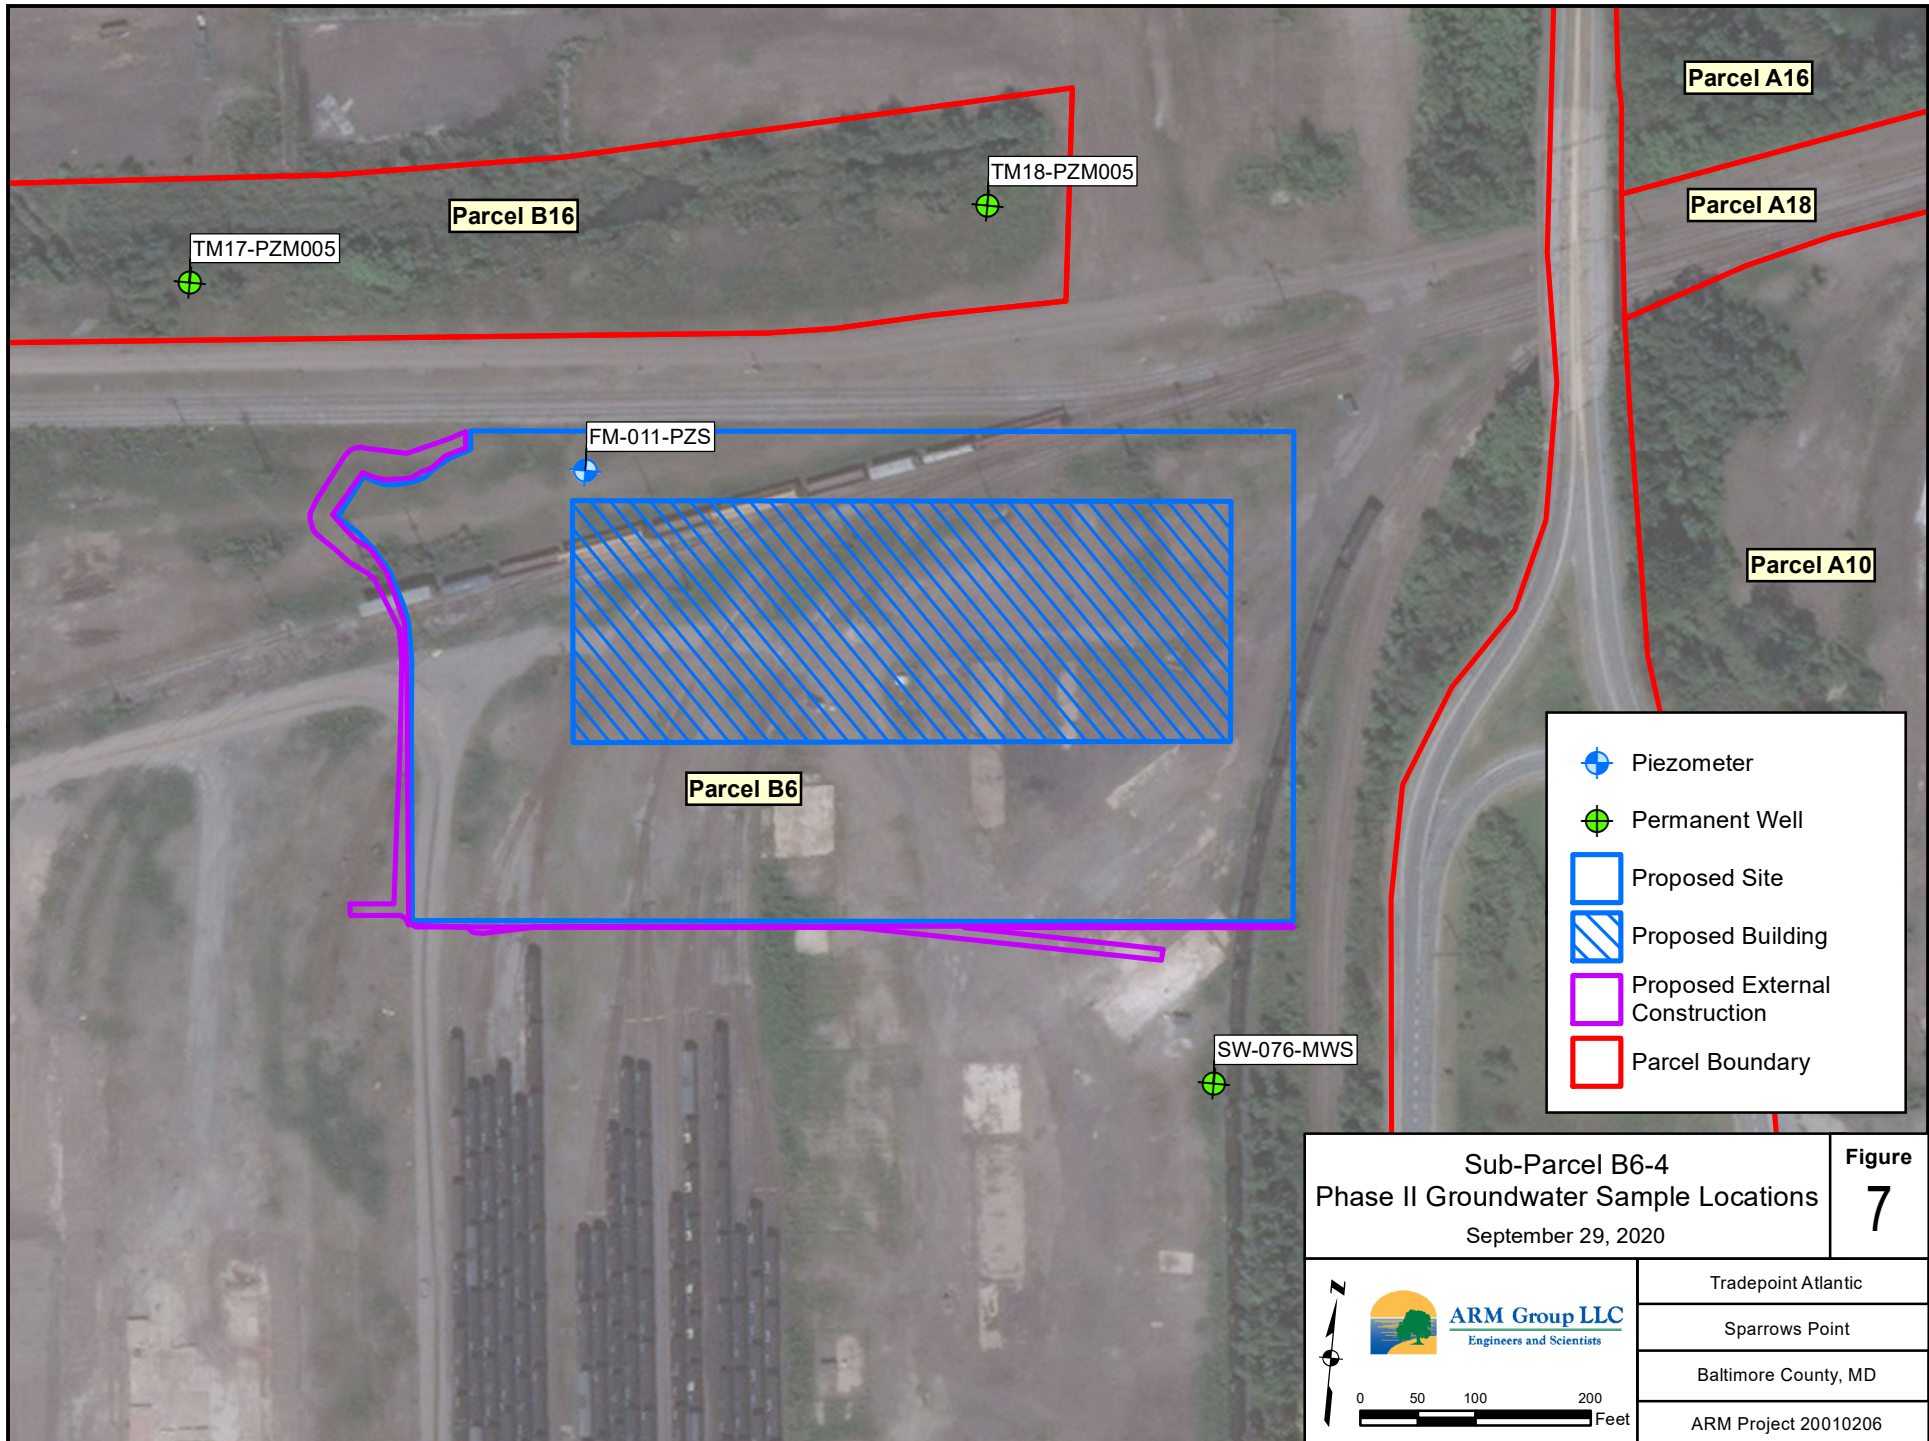 Parcel A16
TM18-PZM005
Parcel A18
Parcel B16
TM17-PZM005
FM-011-PZS
Parcel A10
Parcel B6
SW-076-MWS
Piezometer
Permanent Well
Proposed Site
Proposed Building
Proposed External
Construction
Parcel Boundary
Sub-Parcel B6-4
Phase II Groundwater Sample Locations
September 29, 2020
Figure
7
N
ARM Group LLC
Engineers and Scientists
0 50 100 200
Feet
Tradepoint Atlantic
Sparrows Point
Baltimore County, MD
ARM Project 20010206